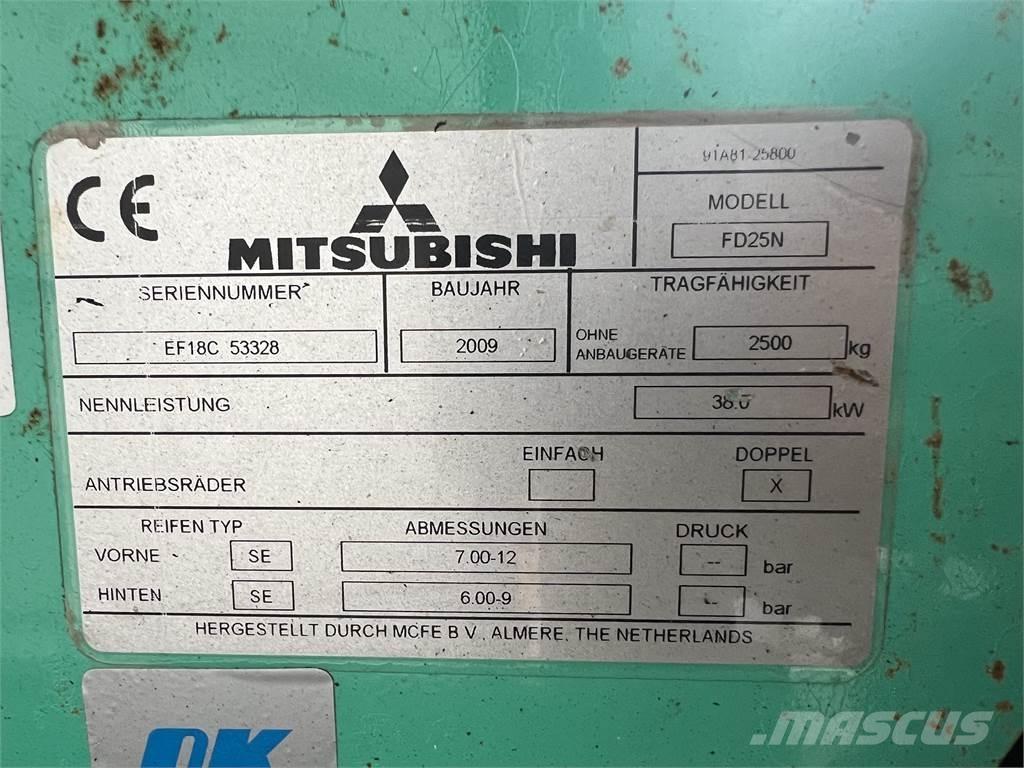 CE
MITSUBISHI
91A81-25800
MODELL
FD25N
SERIENNUMMER
EF18C 53328
BAUJAHR
2009
TRAGFÄHIGKEIT
OHNE
ANBAUGERÄTE 2500 kg
NENNLEISTUNG 38.0 kW
EINFACH DOPPEL
ANTRIEBSRÄDER X
REIFEN TYP ABMESSUNGEN DRUCK
VORNE SE 7.00-12 -- bar
HINTEN SE 6.00-9 -- bar
HERGESTELLT DURCH MCFE B.V., ALMERE, THE NETHERLANDS
OK
MASCUS